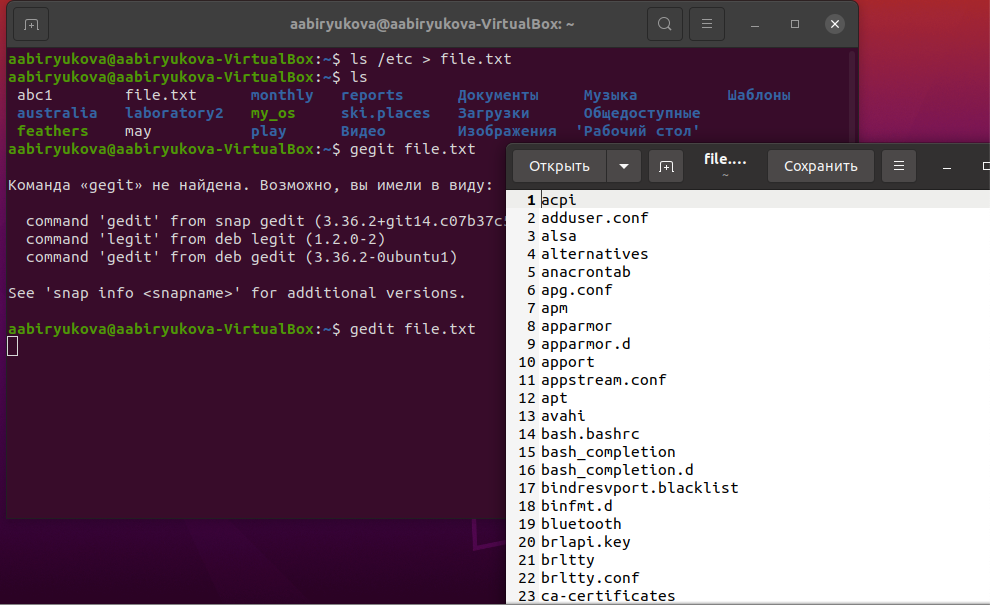 aabiryukova@aabiryukova-VirtualBox: ~
aabiryukova@aabiryukova-VirtualBox:~$ ls /etc > file.txt
aabiryukova@aabiryukova-VirtualBox:~$ ls
abc1 file.txt monthly reports Документы Музыка Шаблоны
australia laboratory2 my_os ski.places Загрузки Общедоступные
feathers may play Видео Изображения 'Рабочий стол'
aabiryukova@aabiryukova-VirtualBox:~$ gegit file.txt
Команда «gegit» не найдена. Возможно, вы имели в виду:
command 'gedit' from snap gedit (3.36.2+git14.c07b37c5
command 'legit' from deb legit (1.2.0-2)
command 'gedit' from deb gedit (3.36.2-0ubuntu1)
See 'snap info <snapname>' for additional versions.
aabiryukova@aabiryukova-VirtualBox:~$ gedit file.txt
Открыть file.... Сохранить
~
1 acpi
2 adduser.conf
3 alsa
4 alternatives
5 anacrontab
6 apg.conf
7 apm
8 apparmor
9 apparmor.d
10 apport
11 appstream.conf
12 apt
13 avahi
14 bash.bashrc
15 bash_completion
16 bash_completion.d
17 bindresvport.blacklist
18 binfmt.d
19 bluetooth
20 brlapi.key
21 brltty
22 brltty.conf
23 ca-certificates